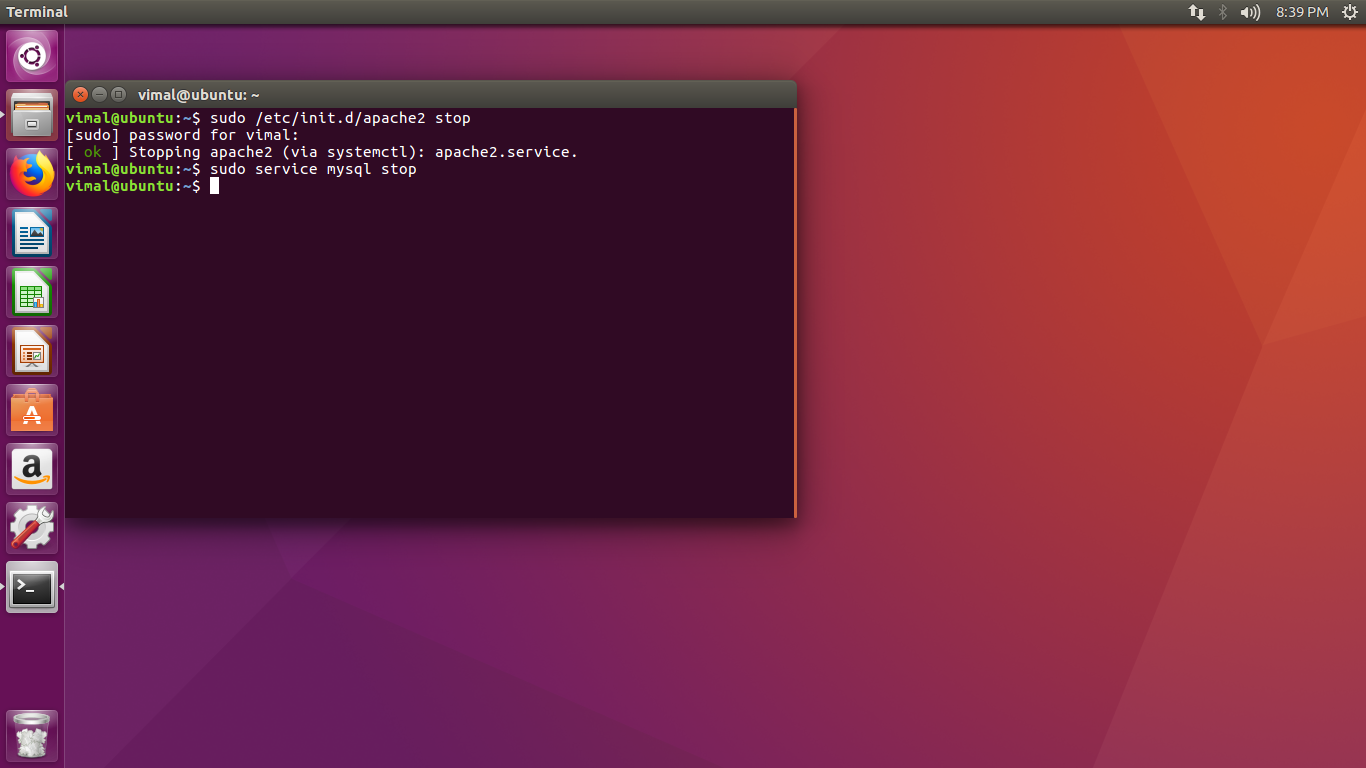 Terminal
8:39 PM
vimal@ubuntu: ~
vimal@ubuntu:~$ sudo /etc/init.d/apache2 stop
[sudo] password for vimal:
[ ok ] Stopping apache2 (via systemctl): apache2.service.
vimal@ubuntu:~$ sudo service mysql stop
vimal@ubuntu:~$